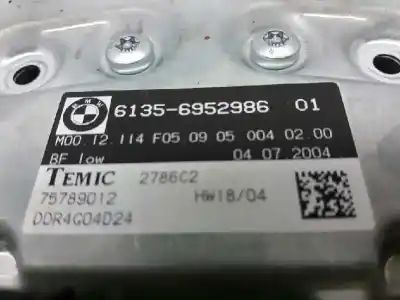 BMW
6135-6952986 01
M00 12 114 F05 09 05 004 02.00
BF low 04 07 2004
TEMIC 2786C2
75789012 HW18/04
DDR4G04D24